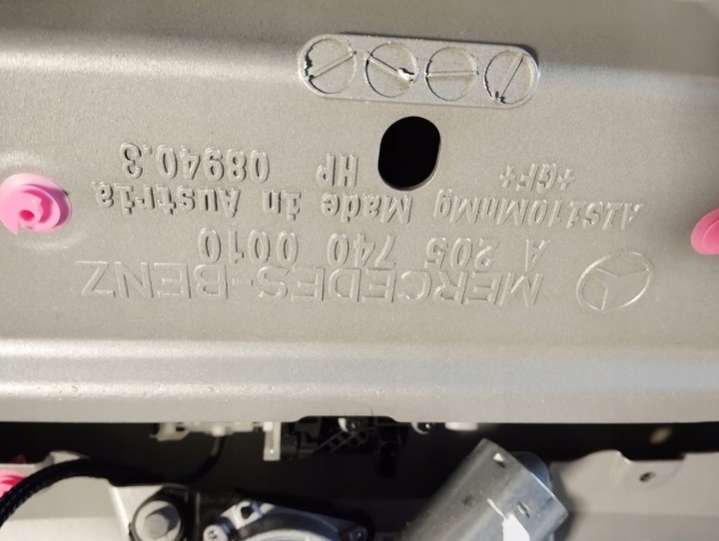 MERCEDES-BENZ
A 205 740 0010
AlSi10MnMg Made in Austria
+GF+ HP 08940.3